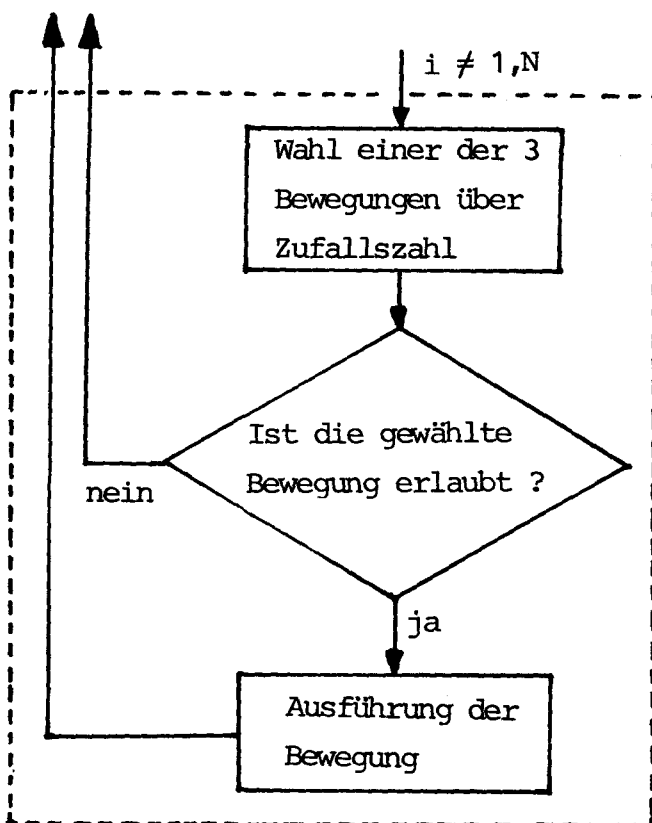 i ≠ 1,N
Wahl einer der 3
Bewegungen über
Zufallszahl
Ist die gewählte
Bewegung erlaubt ?
nein
ja
Ausführung der
Bewegung